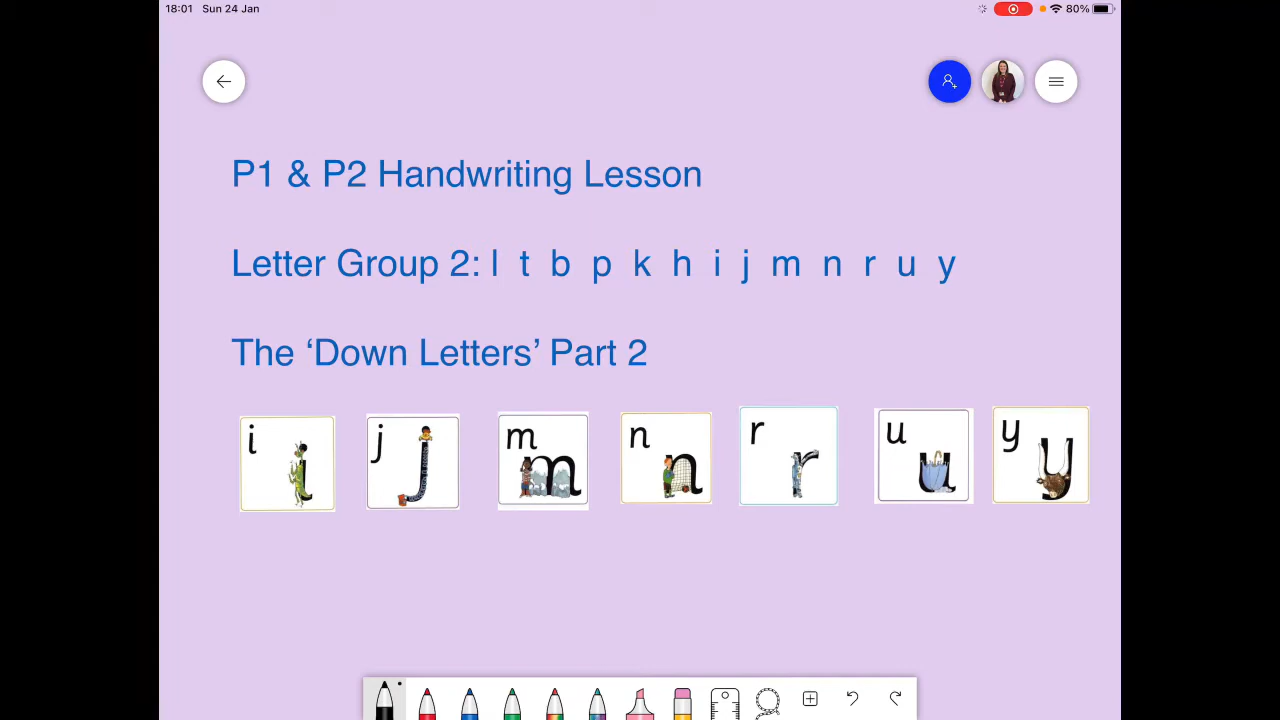 18:01 Sun 24 Jan 80%
P1 & P2 Handwriting Lesson
Letter Group 2: l t b p k h i j m n r u y
The ‘Down Letters’ Part 2
i i j j m m n n r r u u y y